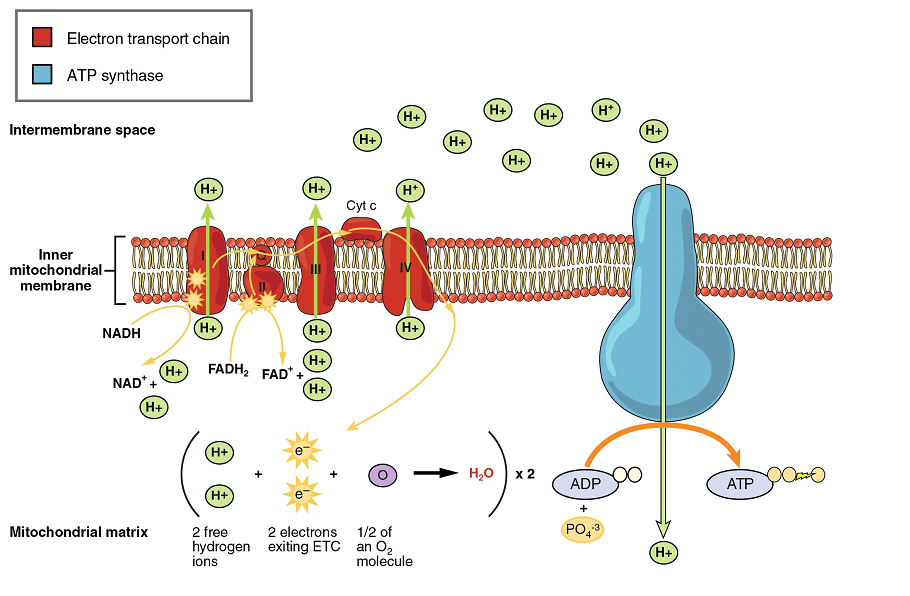 Electron transport chain
ATP synthase
Intermembrane space
H+
H+
H+
H⁺
H+
H+
H+
H+
H+
H+
H+
H+
H⁺
Cyt c
Inner
mitochondrial
membrane
I
Q
II
III
IV
H+
H+
H+
NADH
NAD⁺ +
H+
H+
FADH₂
FAD⁺ +
H+
H+
H+
H+
+
e⁻
e⁻
+
O
H₂O
x 2
ADP
+
PO₄⁻³
ATP
H+
Mitochondrial matrix
2 free
hydrogen
ions
2 electrons
exiting ETC
1/2 of
an O₂
molecule